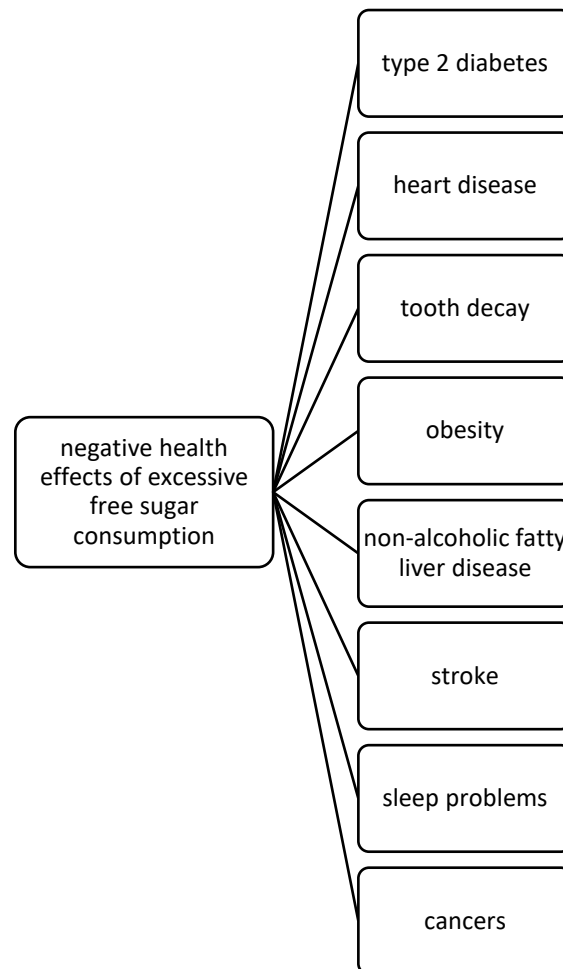 type 2 diabetes
heart disease
tooth decay
obesity
negative health
effects of excessive
free sugar
consumption
non-alcoholic fatty
liver disease
stroke
sleep problems
cancers